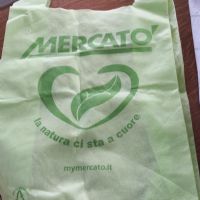 MERCATO'
la natura ci sta a cuore
mymercato.it